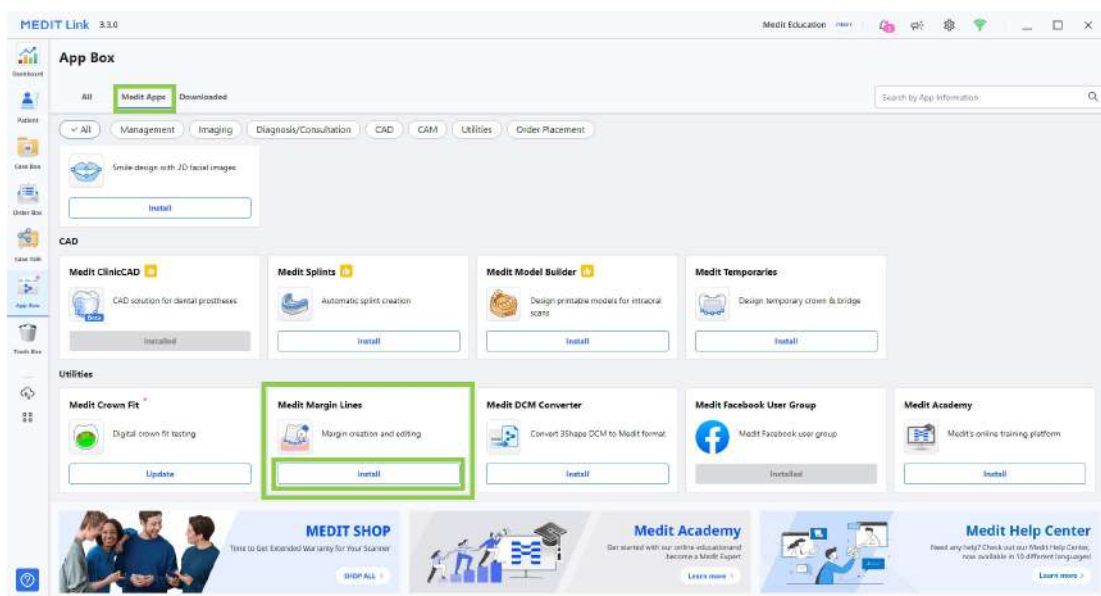 MEDIT Link 3.3.0
Medit Education
App Box
All Medit Apps Downloaded
Search by App Information
All Management Imaging Diagnosis/Consultation CAD CAM Utilities Order Placement
Dashboard
Patient
Case Box
Order Box
Case Talk
App Box
Trash Box
Smile design with 2D facial images
Install
CAD
Medit ClinicCAD
CAD solution for dental prostheses
Beta
Installed
Medit Splints
Automatic splint creation
Install
Medit Model Builder
Design printable models for intraoral
scans
Install
Medit Temporaries
Design temporary crown & bridge
Install
Utilities
Medit Crown Fit
Digital crown fit testing
Update
Medit Margin Lines
Margin creation and editing
Install
Medit DCM Converter
Convert 3Shape DCM to Medit format
Install
Medit Facebook User Group
Medit Facebook user group
Installed
Medit Academy
Medit's online training platform
Install
MEDIT SHOP
Time to Get Extended Warranty for Your Scanner
SHOP ALL
Medit Academy
Get started with our online education and
become a Medit Expert
Learn more
Medit Help Center
Need any help? Check out our Medit Help Center,
now available in 10 different languages!
Learn more